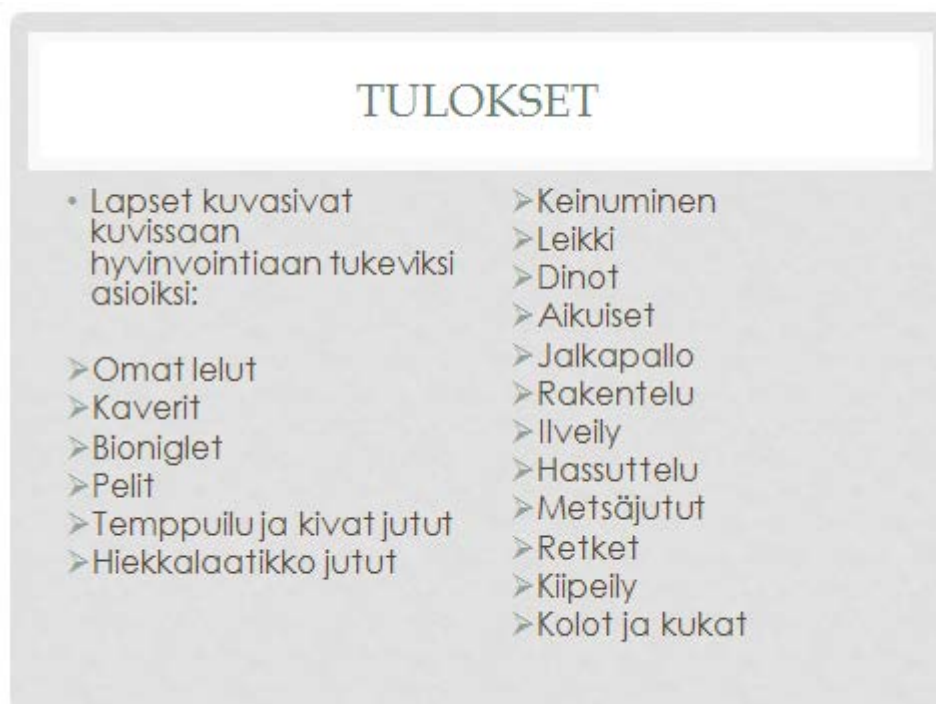 TULOKSET
• Lapset kuvasivat
kuvissaan
hyvinvointiaan tukeviksi
asioiksi:
➢Omat lelut
➢Kaverit
➢Bioniglet
➢Pelit
➢Temppuilu ja kivat jutut
➢Hiekkalaatikko jutut
➢Keinuminen
➢Leikki
➢Dinot
➢Aikuiset
➢Jalkapallo
➢Rakentelu
➢Ilveily
➢Hassuttelu
➢Metsäjutut
➢Retket
➢Kiipeily
➢Kolot ja kukat